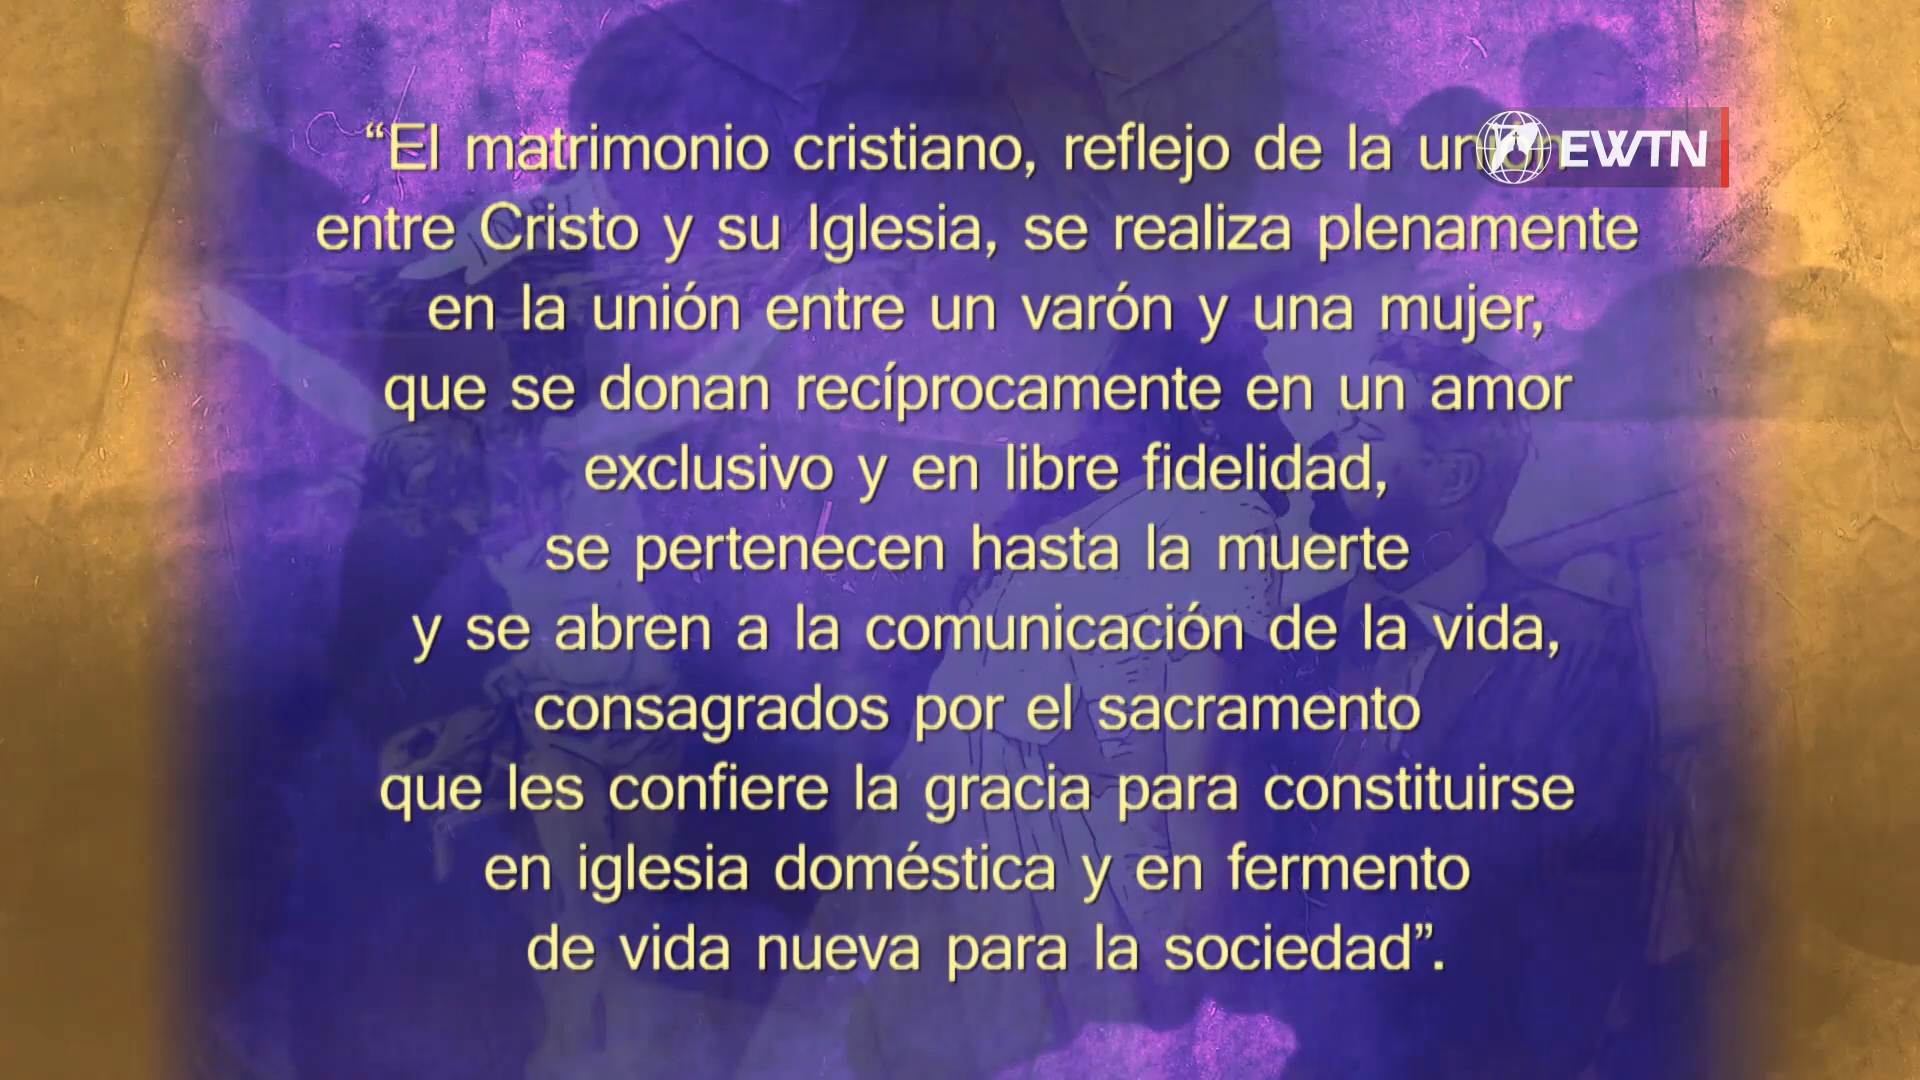 “El matrimonio cristiano, reflejo de la unión
EWTN
entre Cristo y su Iglesia, se realiza plenamente
en la unión entre un varón y una mujer,
que se donan recíprocamente en un amor
exclusivo y en libre fidelidad,
se pertenecen hasta la muerte
y se abren a la comunicación de la vida,
consagrados por el sacramento
que les confiere la gracia para constituirse
en iglesia doméstica y en fermento
de vida nueva para la sociedad”.
INRI